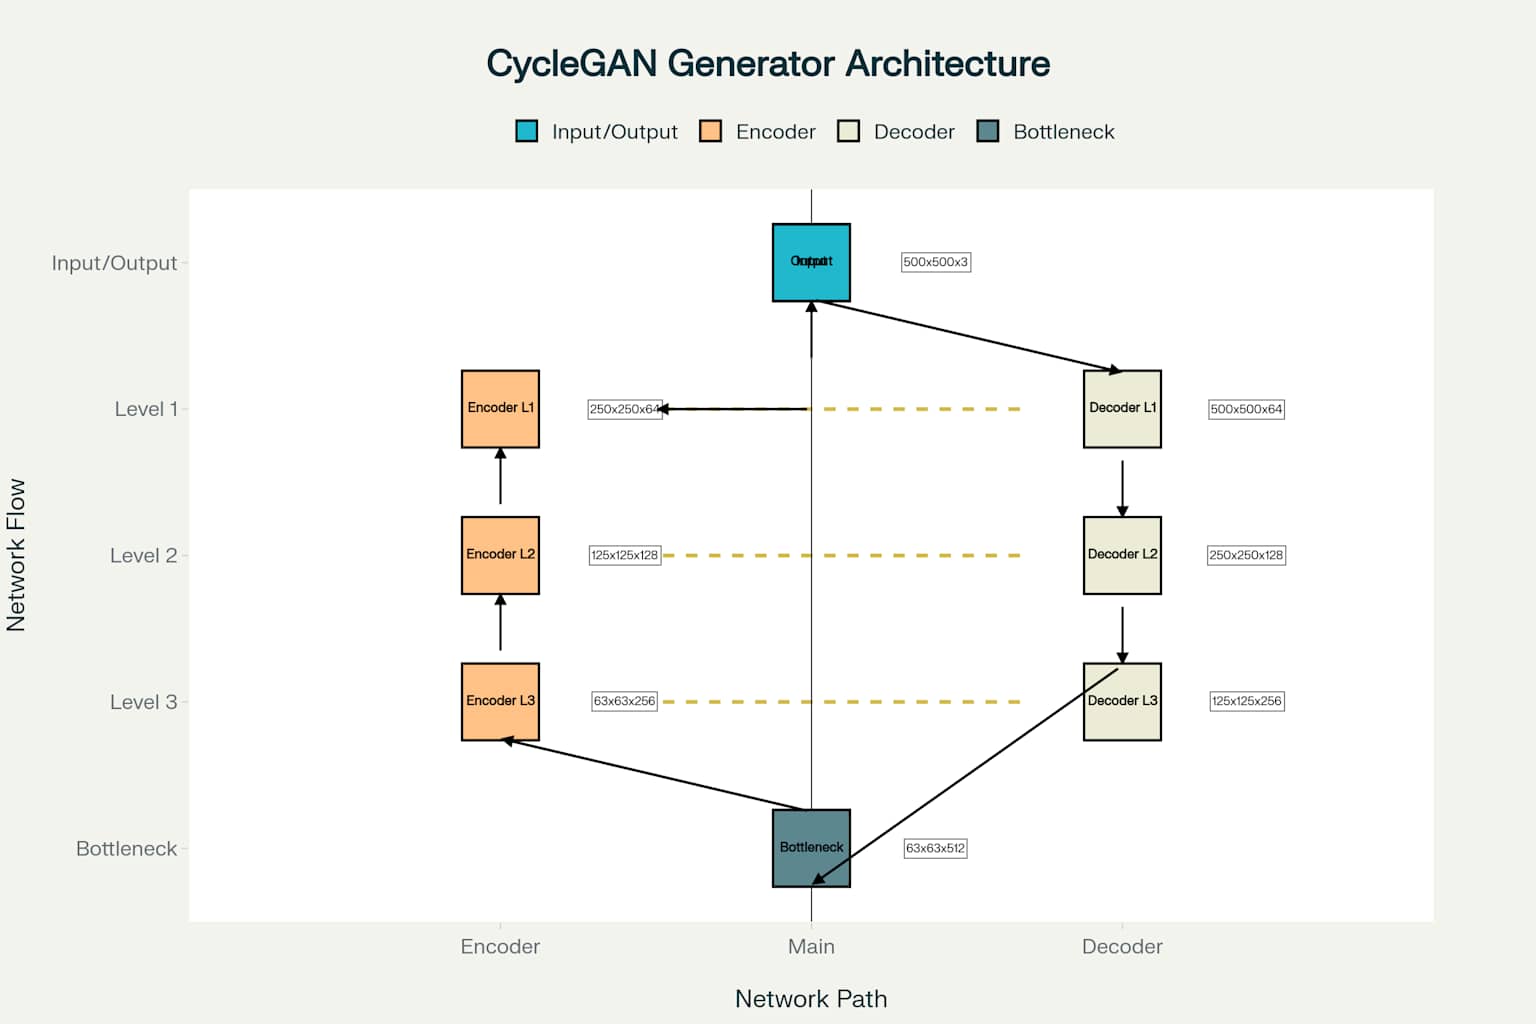 CycleGAN Generator Architecture
Input/Output Encoder Decoder Bottleneck
Input/Output
500x500x3
Level 1
Encoder L1
250x250x64
Decoder L1
500x500x64
Level 2
Encoder L2
125x125x128
Decoder L2
250x250x128
Level 3
Encoder L3
63x63x256
Decoder L3
125x125x256
Bottleneck
Bottleneck
63x63x512
Encoder Main Decoder
Network Path
Network Flow